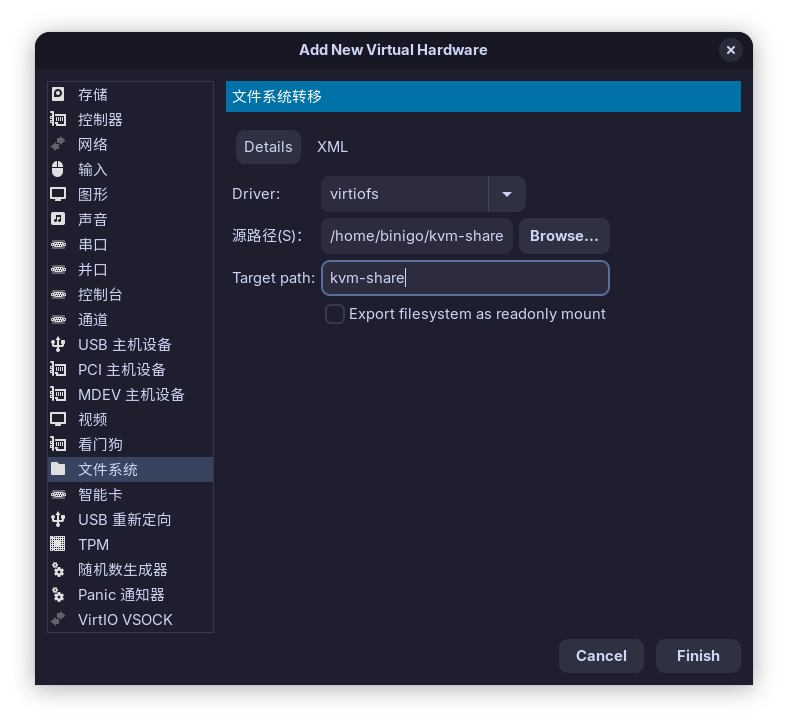 Add New Virtual Hardware
存储
控制器
网络
输入
图形
声音
串口
并口
控制台
通道
USB 主机设备
PCI 主机设备
MDEV 主机设备
视频
看门狗
文件系统
智能卡
USB 重新定向
TPM
随机数生成器
Panic 通知器
VirtIO VSOCK
文件系统转移
Details XML
Driver: virtiofs
源路径(S)： /home/binigo/kvm-share Browse...
Target path: kvm-share
Export filesystem as readonly mount
Cancel Finish